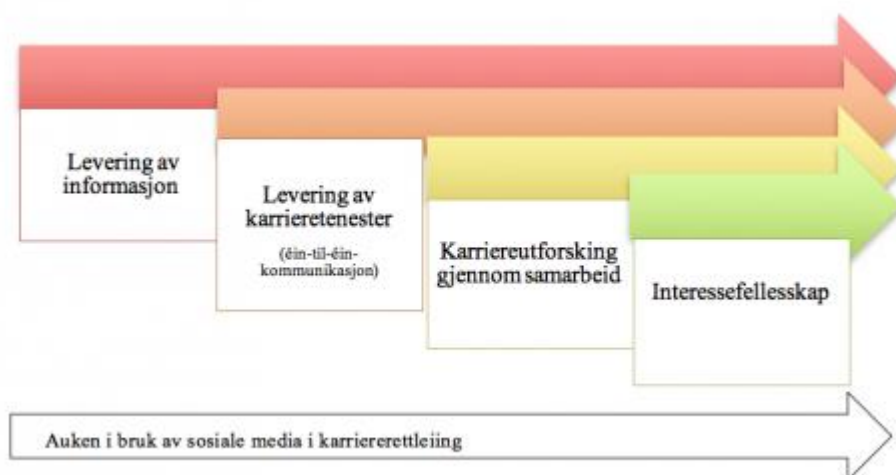 Levering av
informasjon
Levering av
karrieretenester
(éin-til-éin-
kommunikasjon)
Karriereutforsking
gjennom samarbeid
Interessefellesskap
Auken i bruk av sosiale media i karriererettleiing